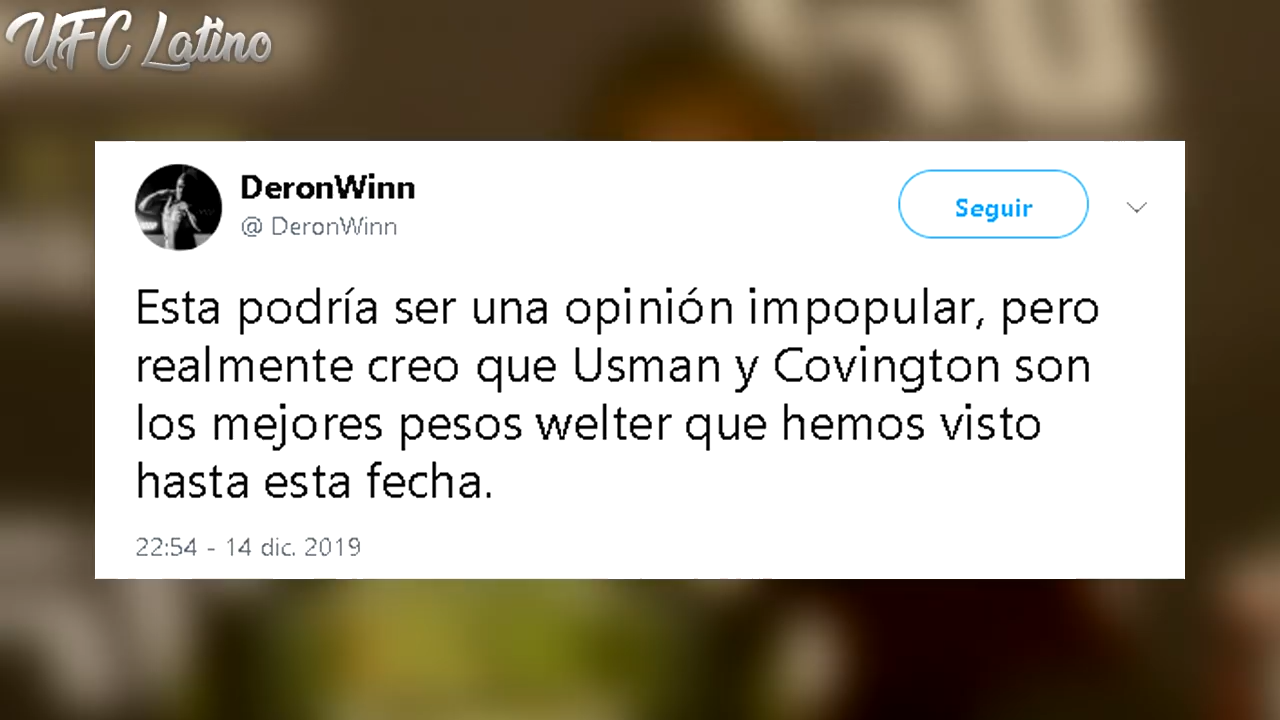 UFC Latino
DeronWinn
@ DeronWinn
Seguir
Esta podría ser una opinión impopular, pero
realmente creo que Usman y Covington son
los mejores pesos welter que hemos visto
hasta esta fecha.
22:54 - 14 dic. 2019